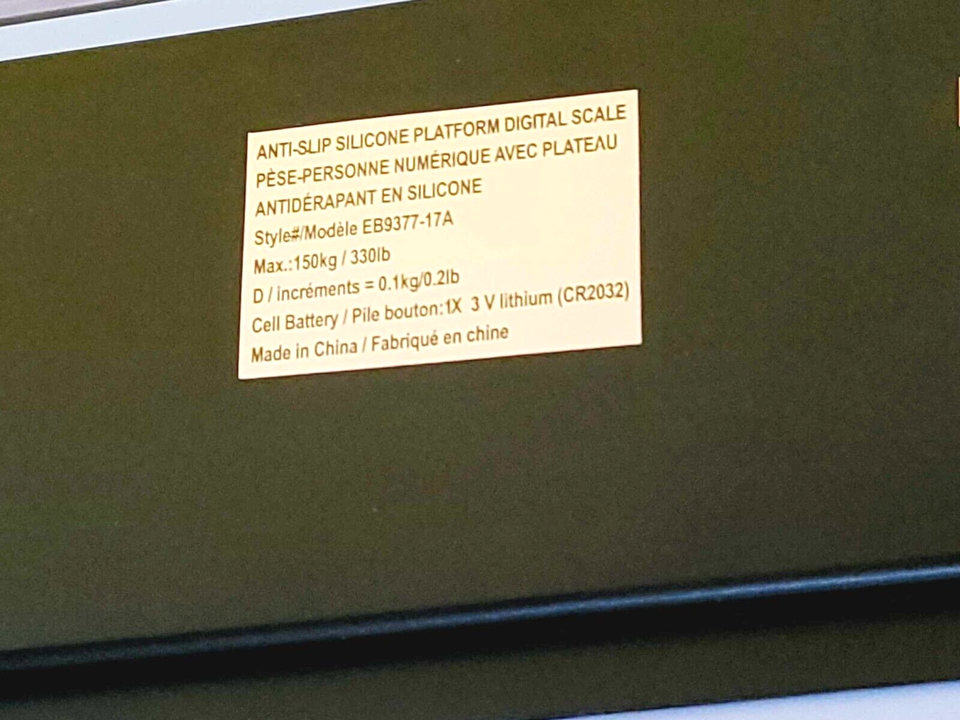 ANTI-SLIP SILICONE PLATFORM DIGITAL SCALE
PÈSE-PERSONNE NUMÉRIQUE AVEC PLATEAU
ANTIDÉRAPANT EN SILICONE
Style#/Modèle EB9377-17A
Max.:150kg / 330lb
D / incréments = 0.1kg/0.2lb
Cell Battery / Pile bouton:1X 3 V lithium (CR2032)
Made in China / Fabriqué en chine